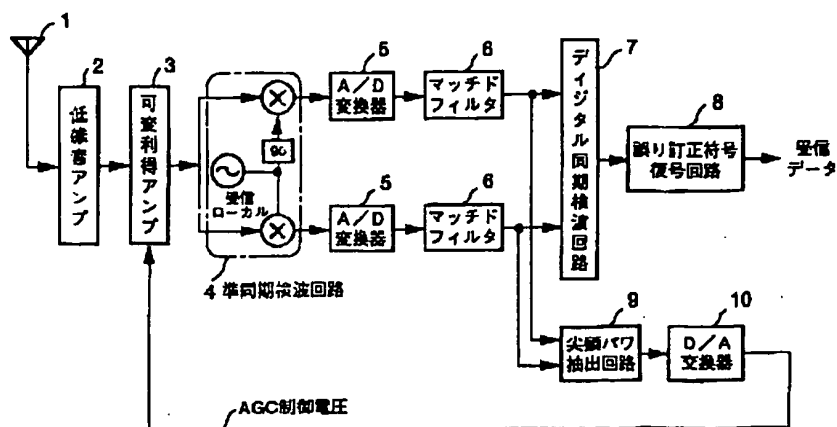 1
2
3
5
6
7
低雑音アンプ
可変利得アンプ
90
受信
ローカル
A/D
変換器
マッチド
フィルタ
5
6
A/D
変換器
マッチド
フィルタ
4 準同期検波回路
ディジタル同期検波回路
8
誤り訂正符号
復号回路
受信
データ
9
尖頭パワ
抽出回路
10
D/A
変換器
AGC制御電圧